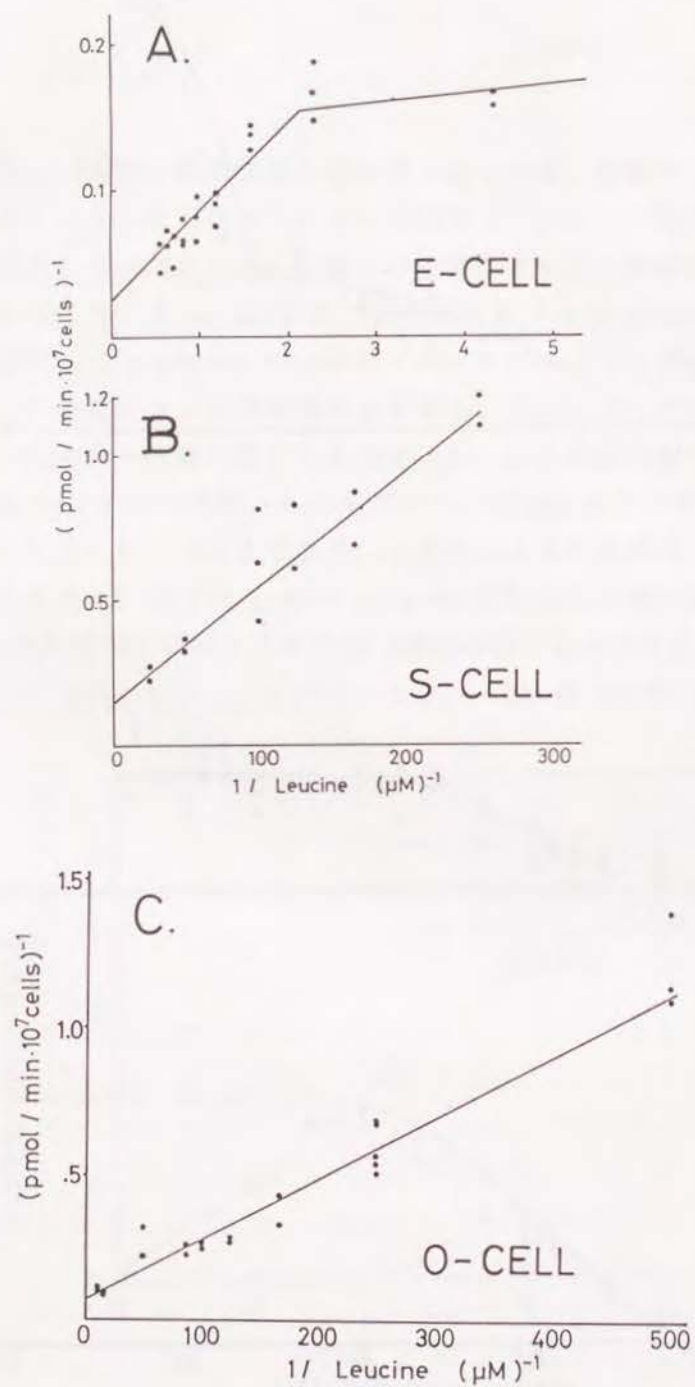 A
0.2
0.1
E-CELL
0 1 2 3 4 5
(pmol / min·10⁷cells)⁻¹
B
1.2
1.0
0.5
S-CELL
0 100 200 300
1/ Leucine (μM)⁻¹
C.
1.5
1.0
.5
0
(pmol / min·10⁷cells)⁻¹
O-CELL
0 100 200 300 400 500
1/ Leucine (μM)⁻¹